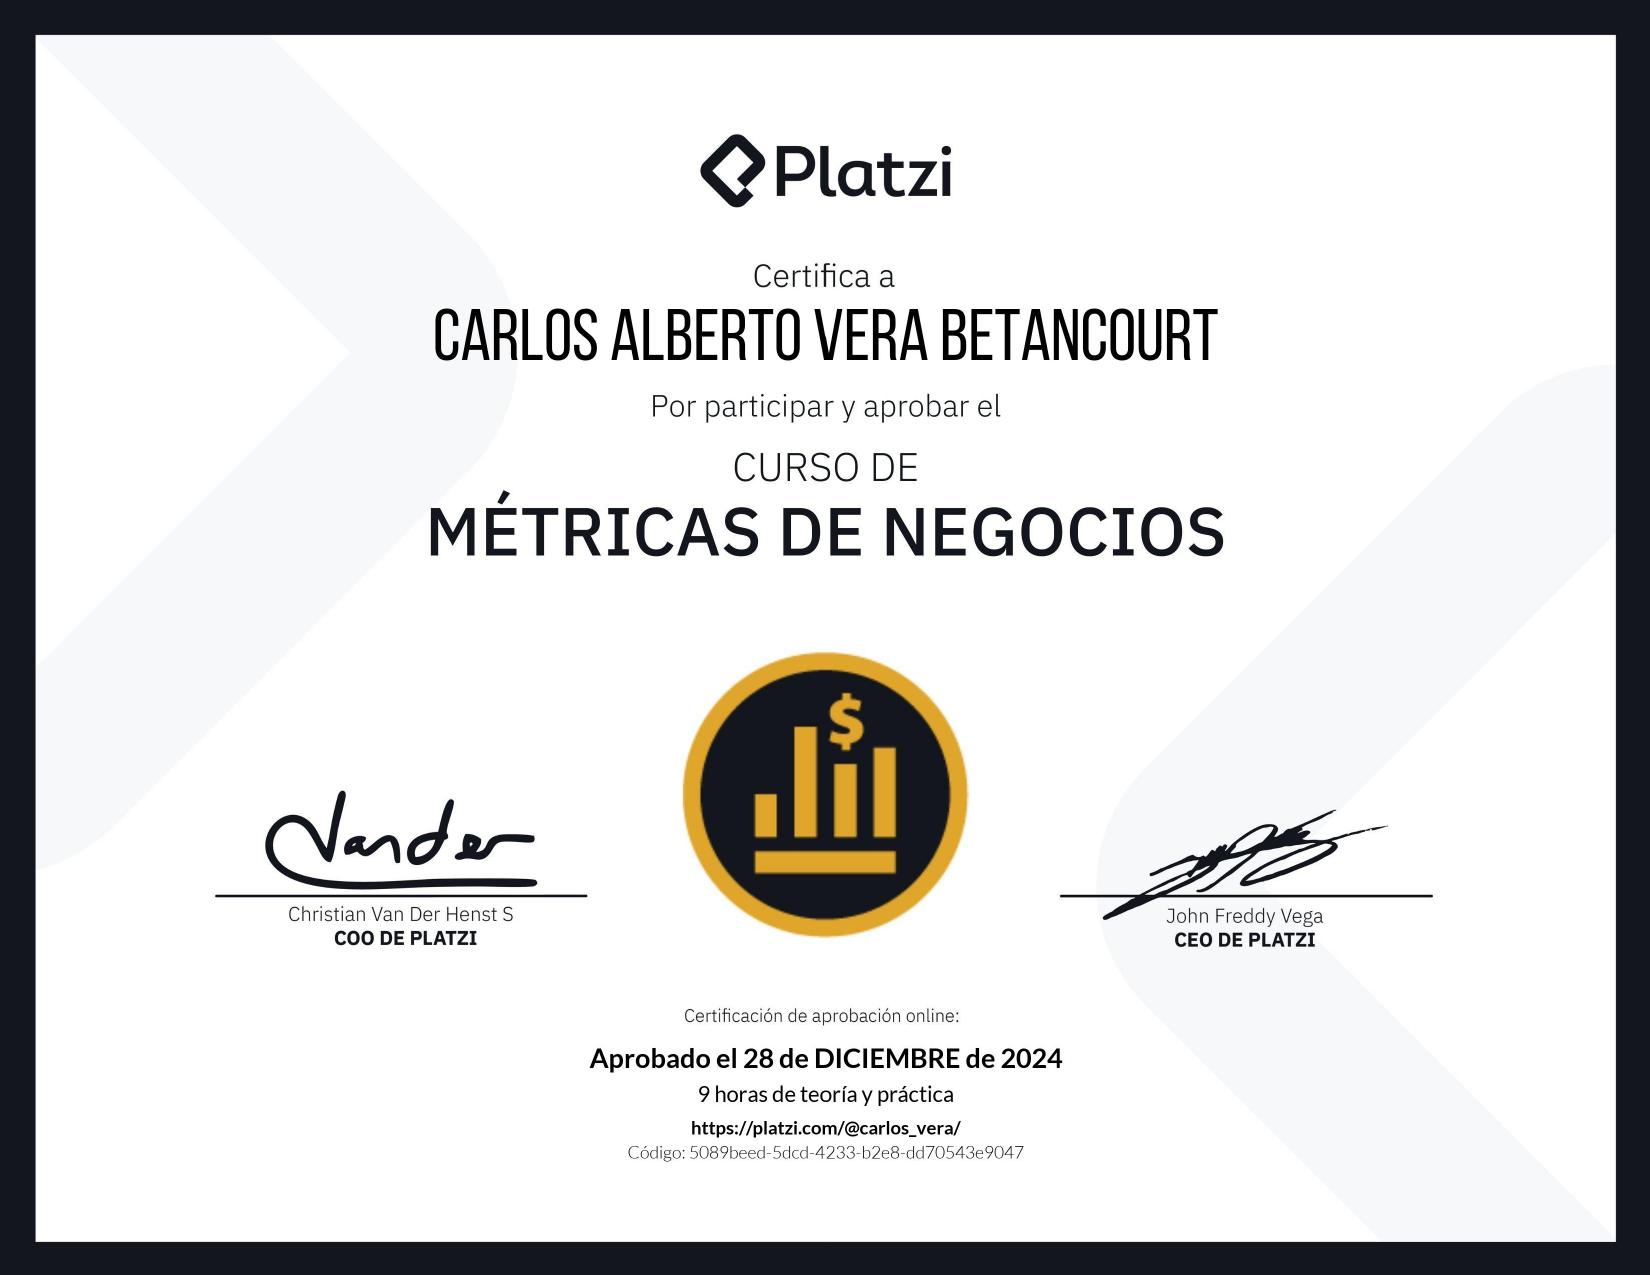 Platzi
Certifica a
CARLOS ALBERTO VERA BETANCOURT
Por participar y aprobar el
CURSO DE
MÉTRICAS DE NEGOCIOS
$
Vander
Christian Van Der Henst S
COO DE PLATZI
John Freddy Vega
CEO DE PLATZI
Certificación de aprobación online:
Aprobado el 28 de DICIEMBRE de 2024
9 horas de teoría y práctica
https://platzi.com/@carlos_vera/
Código: 5089beed-5dcd-4233-b2e8-dd70543e9047